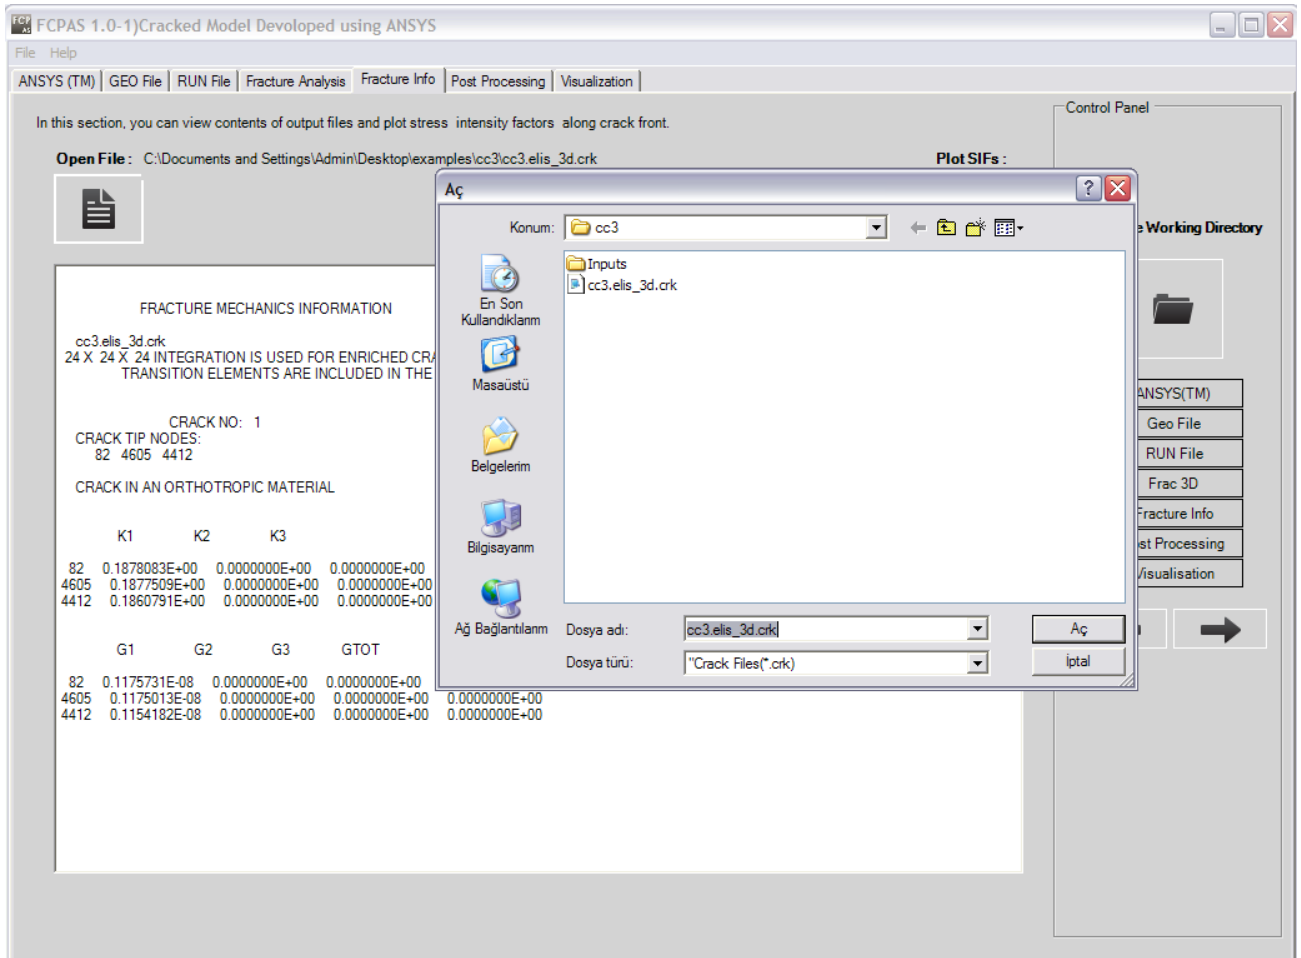 FCPAS 1.0-1)Cracked Model Devoloped using ANSYS
File Help
ANSYS (TM) GEO File RUN File Fracture Analysis Fracture Info Post Processing Visualization
In this section, you can view contents of output files and plot stress intensity factors along crack front.
Open File : C:\Documents and Settings\Admin\Desktop\examples\cc3\cc3.elis_3d.crk
Plot SIFs :
FRACTURE MECHANICS INFORMATION
cc3.elis_3d.crk
24 X 24 X 24 INTEGRATION IS USED FOR ENRICHED CRA
TRANSITION ELEMENTS ARE INCLUDED IN THE
CRACK NO: 1
CRACK TIP NODES:
82 4605 4412
CRACK IN AN ORTHOTROPIC MATERIAL
K1 K2 K3
82 0.1878083E+00 0.0000000E+00 0.0000000E+00
4605 0.1877509E+00 0.0000000E+00 0.0000000E+00
4412 0.1860791E+00 0.0000000E+00 0.0000000E+00
G1 G2 G3 GTOT
82 0.1175731E-08 0.0000000E+00 0.0000000E+00
4605 0.1175013E-08 0.0000000E+00 0.0000000E+00 0.0000000E+00
4412 0.1154182E-08 0.0000000E+00 0.0000000E+00 0.0000000E+00
Aç
Konum: cc3
Inputs
cc3.elis_3d.crk
En Son
Kullandıklarım
Masaüstü
Belgelerim
Bilgisayarım
Ağ Bağlantılarım
Dosya adı: cc3.elis_3d.crk Aç
Dosya türü: "Crack Files(*.crk) İptal
Control Panel
Working Directory
ANSYS(TM)
Geo File
RUN File
Frac 3D
Fracture Info
st Processing
Visualisation